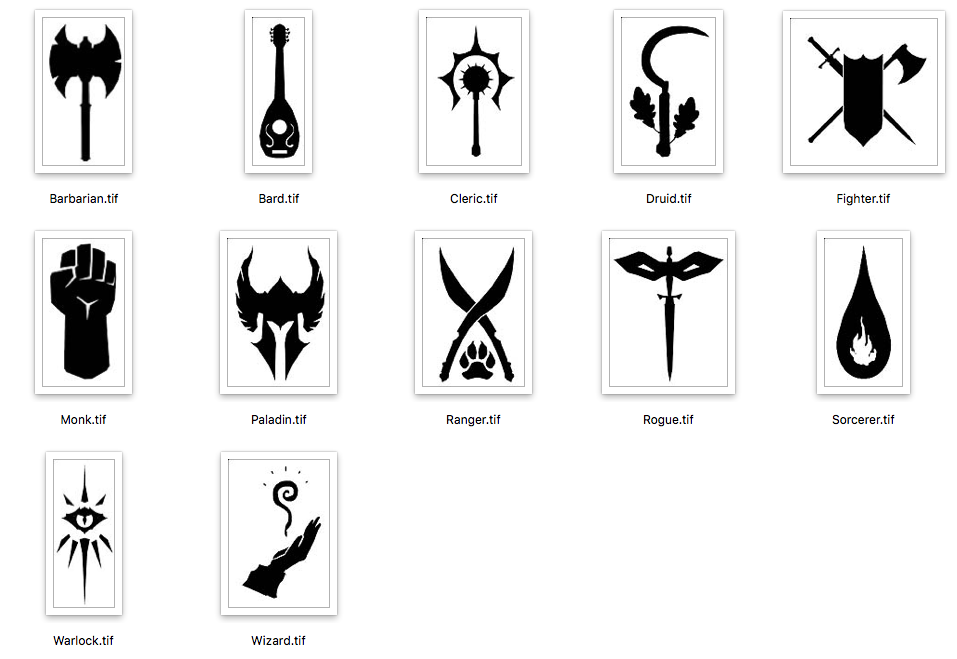 Barbarian.tif
Bard.tif
Cleric.tif
Druid.tif
Fighter.tif
Monk.tif
Paladin.tif
Ranger.tif
Rogue.tif
Sorcerer.tif
Warlock.tif
Wizard.tif